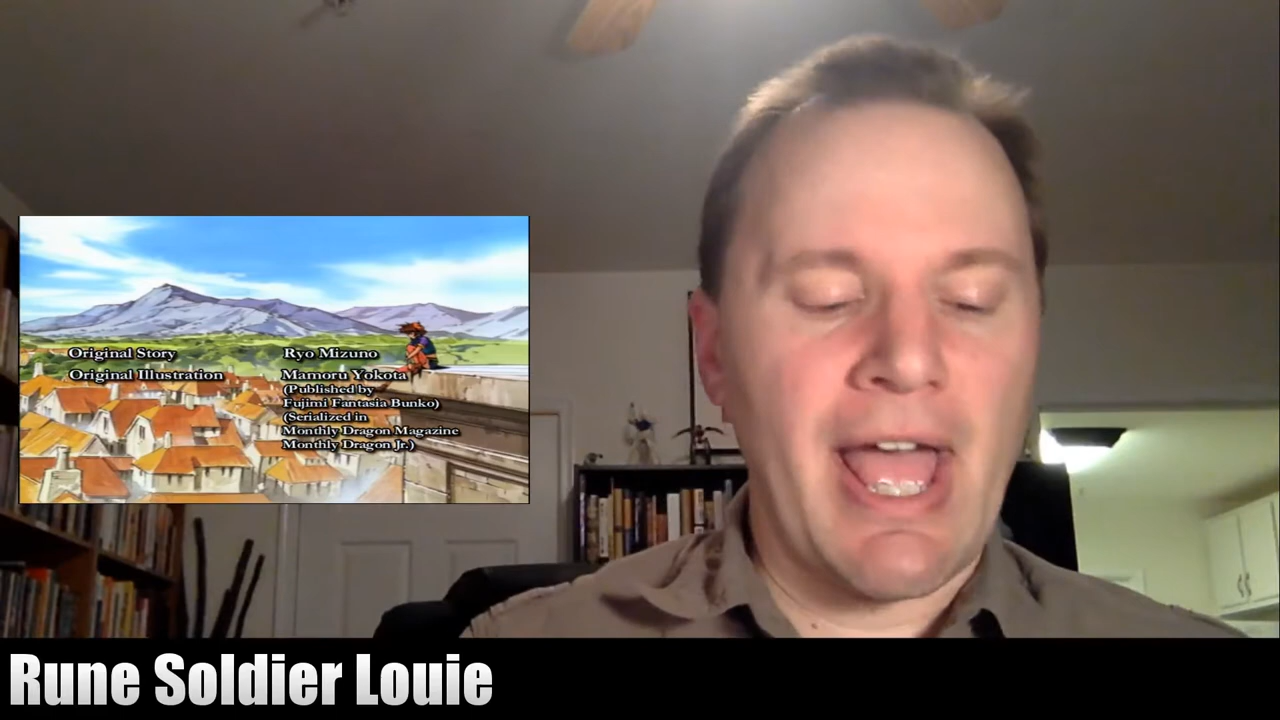 Original Story Ryo Mizuno
Original Illustration Mamoru Yokota
(Published by
Fujimi Fantasia Bunko)
(Serialized in
Monthly Dragon Magazine
Monthly Dragon Jr.)
Rune Soldier Louie